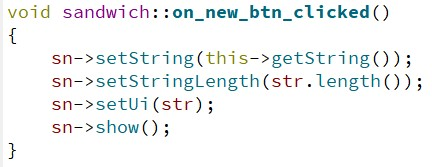 void sandwich::on_new_btn_clicked()
{
    sn->setString(this->getString());
    sn->setStringLength(str.length());
    sn->setUi(str);
    sn->show();
}